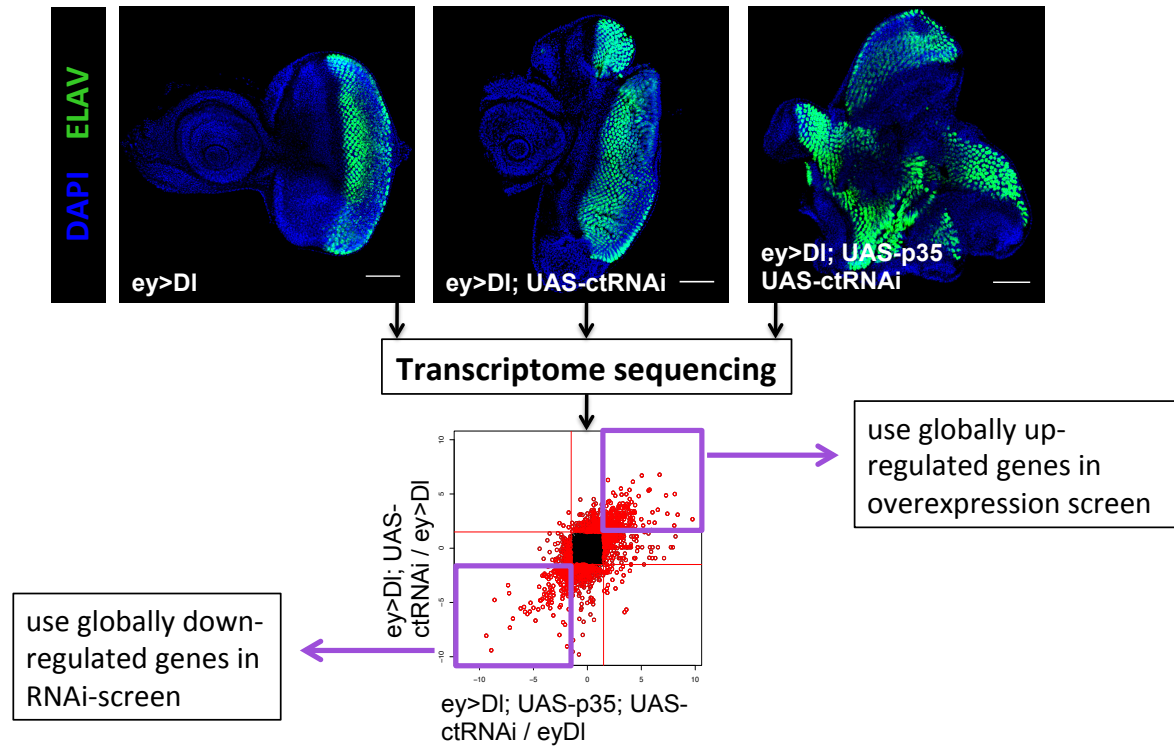 DAPI ELAV
ey>Dl
ey>Dl; UAS-ctRNAi
ey>Dl; UAS-p35
UAS-ctRNAi
Transcriptome sequencing
use globally up-
regulated genes in
overexpression screen
ey>Dl; UAS-
ctRNAi / ey>Dl
10
5
0
−5
−10
−10 −5 0 5 10
ey>Dl; UAS-p35; UAS-
ctRNAi / eyDl
use globally down-
regulated genes in
RNAi-screen